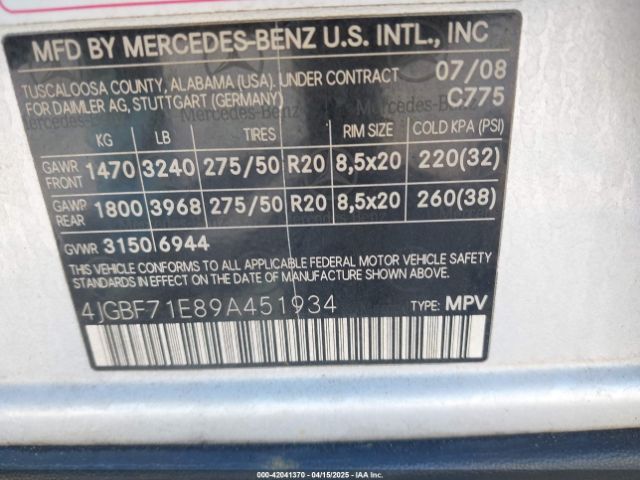 MFD BY MERCEDES-BENZ U.S. INTL., INC
TUSCALOOSA COUNTY, ALABAMA (USA). UNDER CONTRACT 07/08
FOR DAIMLER AG, STUTTGART (GERMANY) C775
KG LB TIRES RIM SIZE COLD KPA (PSI)
GAWR FRONT 1470 3240 275/50 R20 8,5x20 220(32)
GAWR REAR 1800 3968 275/50 R20 8,5x20 260(38)
GVWR 3150 6944
THIS VEHICLE CONFORMS TO ALL APPLICABLE FEDERAL MOTOR VEHICLE SAFETY
STANDARDS IN EFFECT ON THE DATE OF MANUFACTURE SHOWN ABOVE.
4JGBF71E89A451934 TYPE: MPV
000-42041370 - 04/15/2025 - IAAI.COM